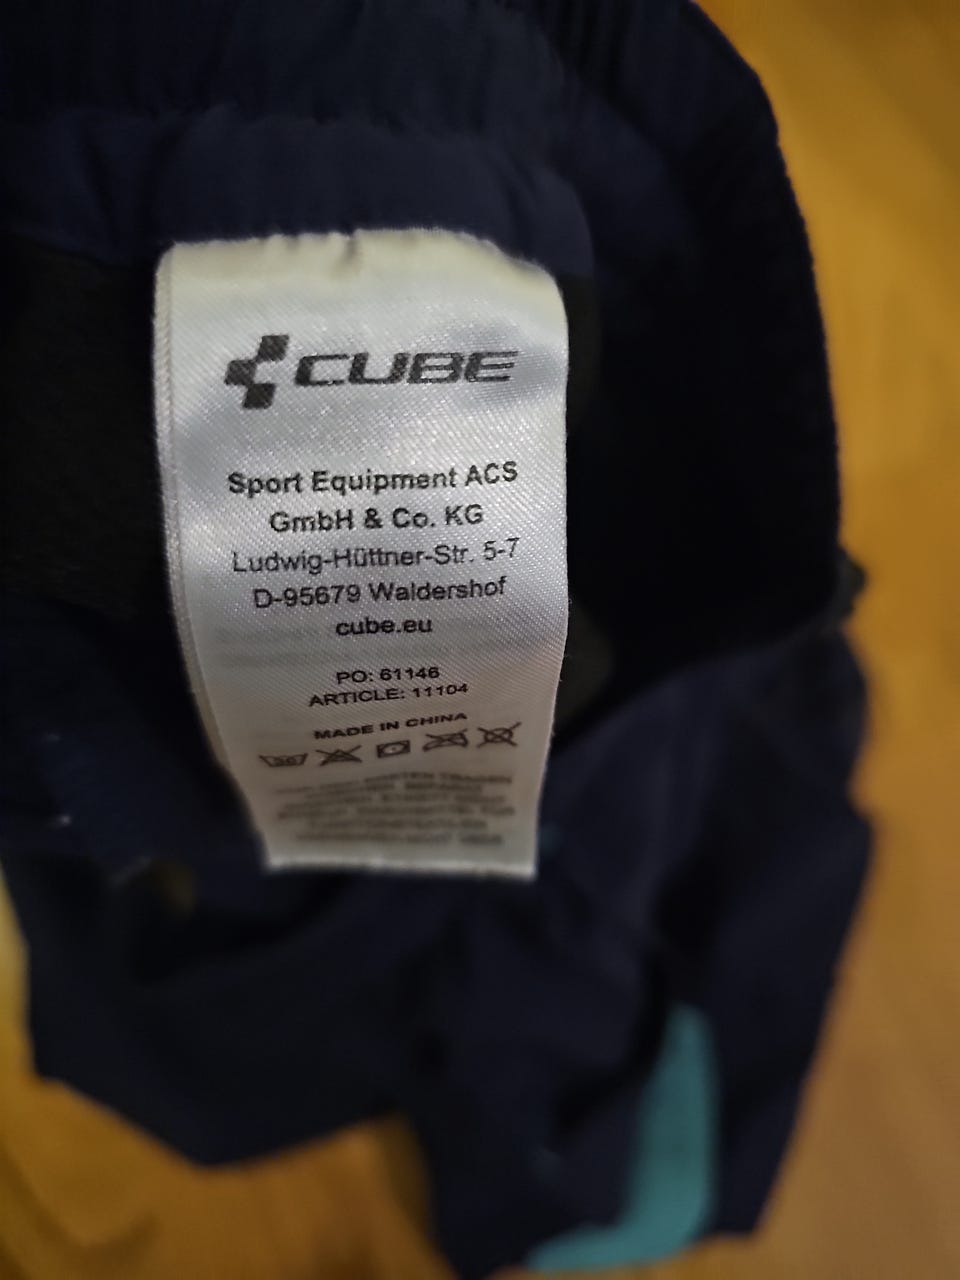 CUBE
Sport Equipment ACS
GmbH & Co. KG
Ludwig-Hüttner-Str. 5-7
D-95679 Waldershof
cube.eu
PO: 61146
ARTICLE: 11104
MADE IN CHINA
30